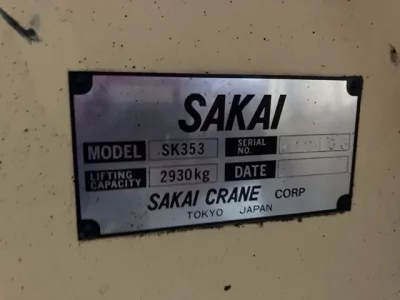 SAKAI
MODEL SK353 SERIAL NO.
LIFTING CAPACITY 2930kg DATE
SAKAI CRANE CORP
TOKYO JAPAN